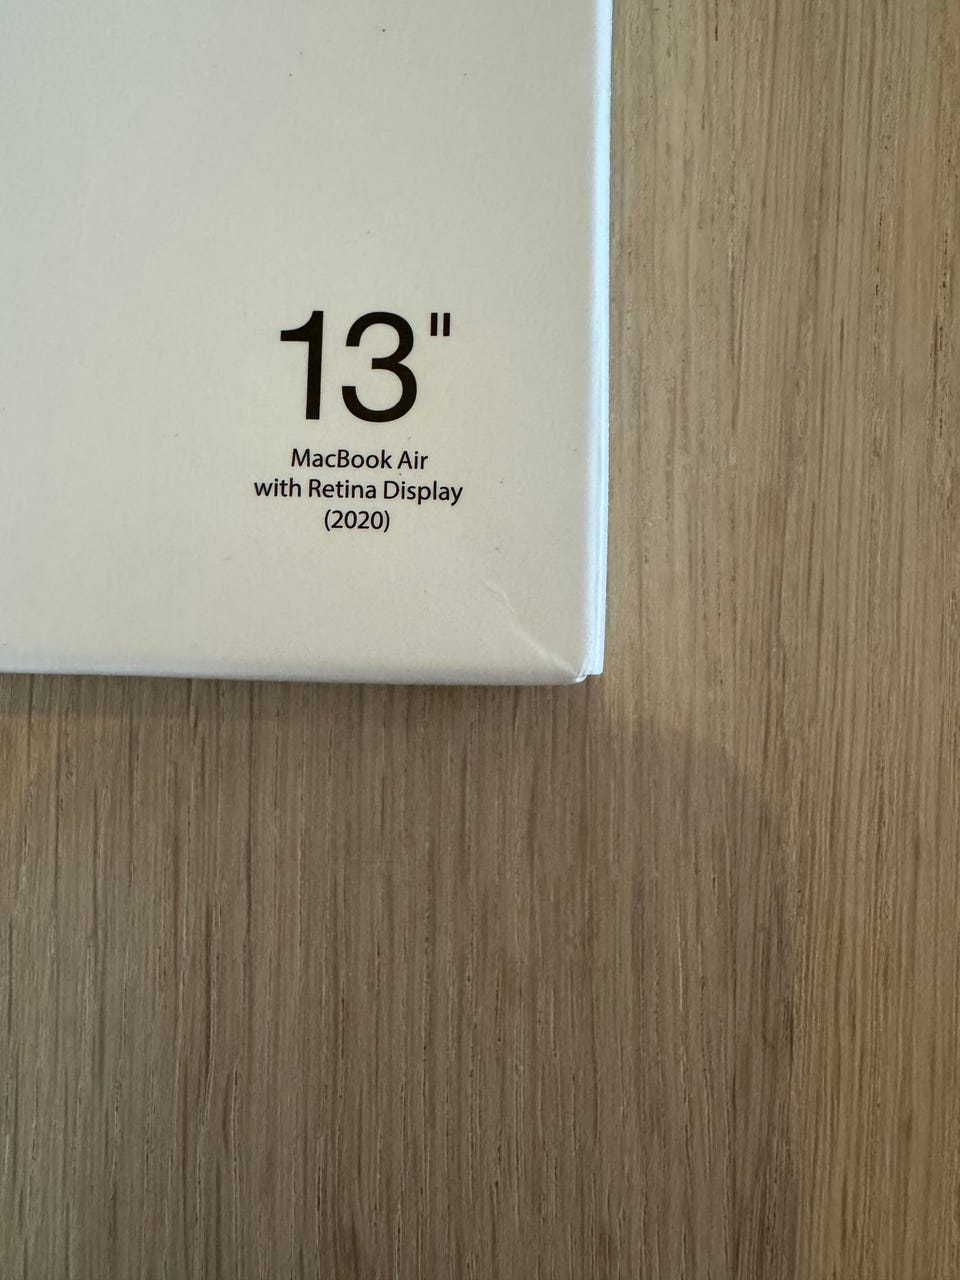 13"
MacBook Air
with Retina Display
(2020)